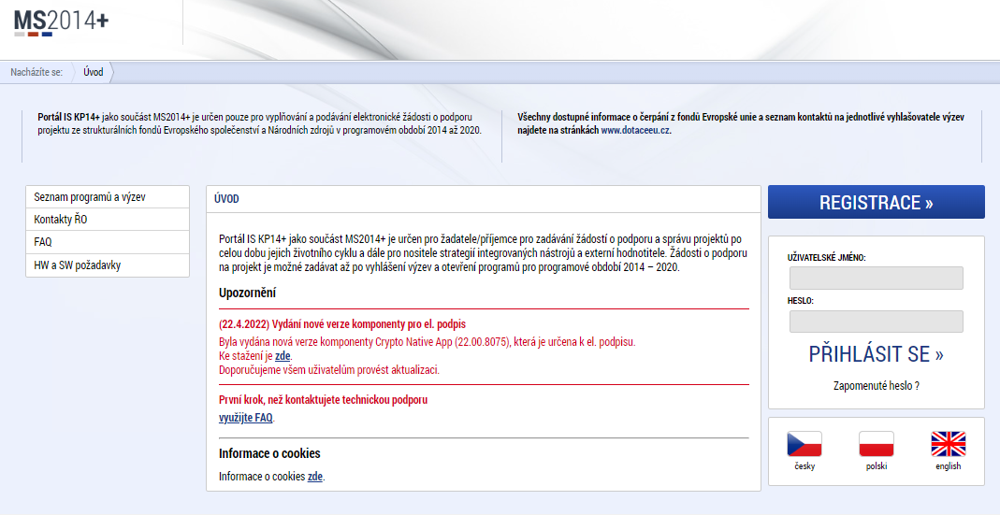 MS2014+
Nacházíte se:
Úvod
Portál IS KP14+ jako součást MS2014+ je určen pouze pro vyplňování a podávání elektronické žádosti o podporu
projektu ze strukturálních fondů Evropského společenství a Národních zdrojů v programovém období 2014 až 2020.
Všechny dostupné informace o čerpání z fondů Evropské unie a seznam kontaktů na jednotlivé vyhlašovatele výzev
najdete na stránkách www.dotaceeu.cz.
Seznam programů a výzev
Kontakty ŘO
FAQ
HW a SW požadavky
ÚVOD
Portál IS KP14+ jako součást MS2014+ je určen pro žadatele/příjemce pro zadávání žádostí o podporu a správu projektů po
celou dobu jejich životního cyklu a dále pro nositele strategií integrovaných nástrojů a externí hodnotitele. Žádosti o podporu
na projekt je možné zadávat až po vyhlášení výzev a otevření programů pro programové období 2014 – 2020.
Upozornění
(22.4.2022) Vydání nové verze komponenty pro el. podpis
Byla vydána nová verze komponenty Crypto Native App (22.00.8075), která je určena k el. podpisu.
Ke stažení je zde.
Doporučujeme všem uživatelům provést aktualizaci.
První krok, než kontaktujete technickou podporu
využijte FAQ.
Informace o cookies
Informace o cookies zde.
REGISTRACE »
UŽIVATELSKÉ JMÉNO:
HESLO:
PŘIHLÁSIT SE »
Zapomenuté heslo ?
česky
polski
english